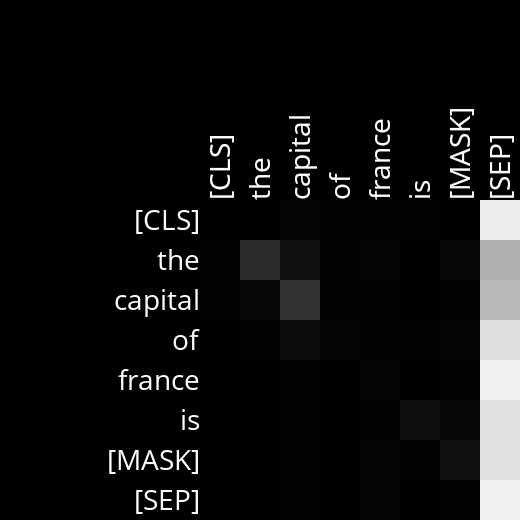 [CLS] the capital of france is [MASK] [SEP]
[CLS]
the
capital
of
france
is
[MASK]
[SEP]